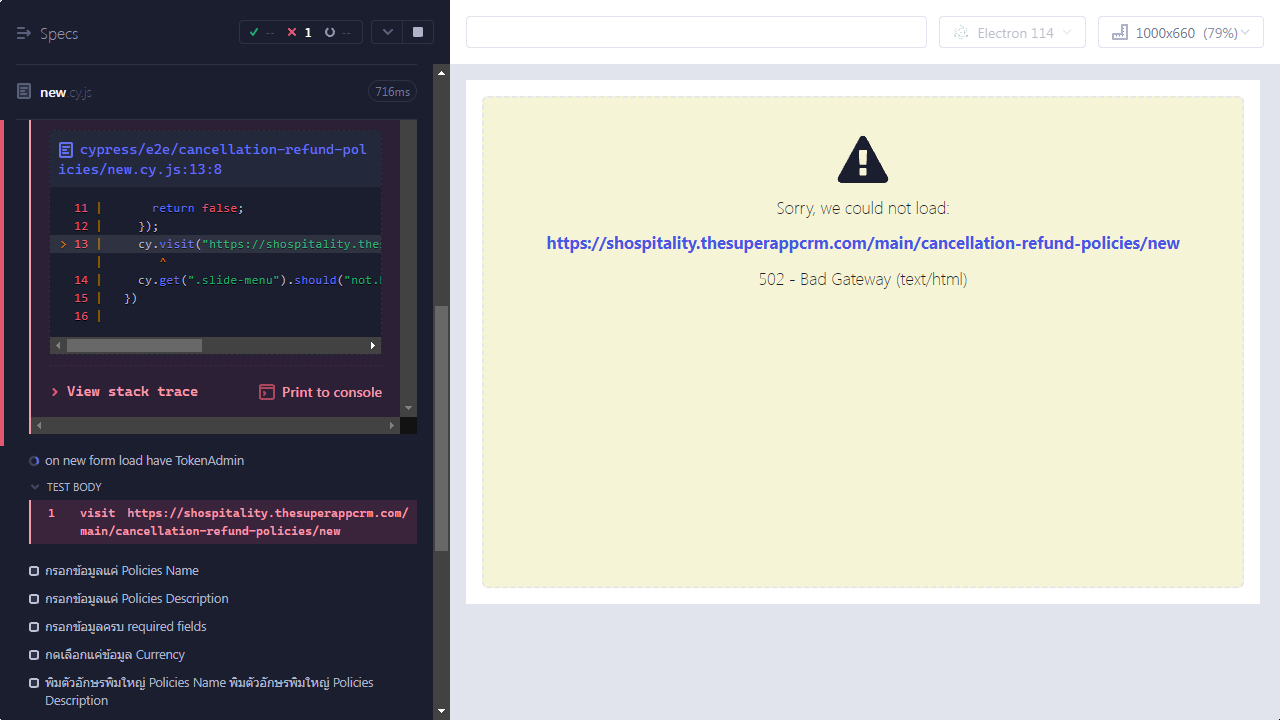 Specs
--
1
--
new.cy.js
716ms
cypress/e2e/cancellation-refund-pol
icies/new.cy.js:13:8
11 | return false;
12 | });
> 13 | cy.visit("https://shospitality.thes
| ^
14 | cy.get(".slide-menu").should("not.
15 | })
16 |
View stack trace
Print to console
on new form load have TokenAdmin
TEST BODY
1 visit https://shospitality.thesuperappcrm.com/
main/cancellation-refund-policies/new
กรอกข้อมูลแค่ Policies Name
กรอกข้อมูลแค่ Policies Description
กรอกข้อมูลครบ required fields
กดเลือกแค่ข้อมูล Currency
พิมตัวอักษรพิมใหญ่ Policies Name พิมตัวอักษรพิมใหญ่ Policies
Description
Electron 114
1000x660 (79%)
Sorry, we could not load:
https://shospitality.thesuperappcrm.com/main/cancellation-refund-policies/new
502 - Bad Gateway (text/html)